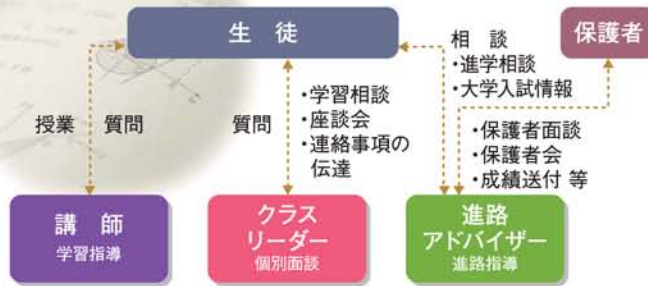 生 徒
保護者
相 談
・進学相談
・大学入試情報
授業
質問
質問
・学習相談
・座談会
・連絡事項の
伝達
・保護者面談
・保護者会
・成績送付 等
講 師
学習指導
クラス
リーダー
個別面談
進路
アドバイザー
進路指導